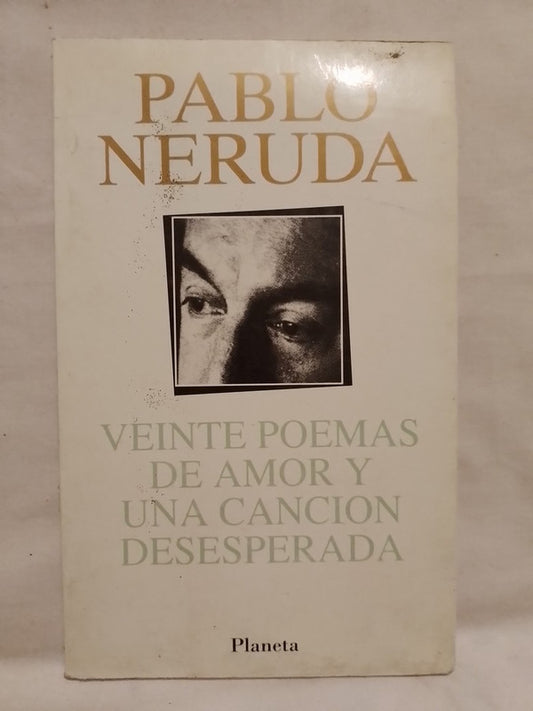 PABLO
NERUDA
VEINTE POEMAS
DE AMOR Y
UNA CANCION
DESESPERADA
Planeta